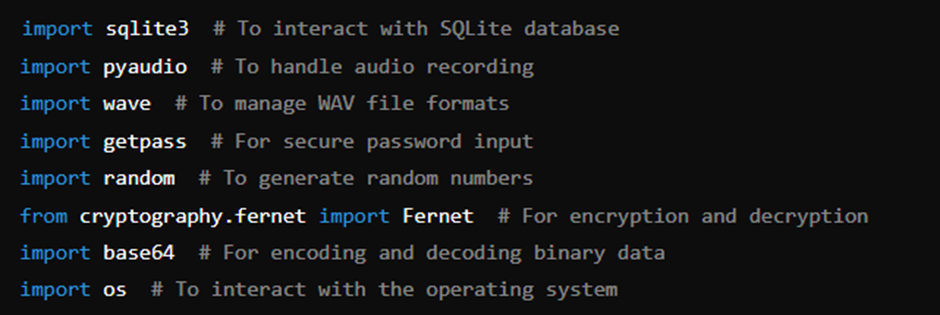 import sqlite3  # To interact with SQLite database
import pyaudio  # To handle audio recording
import wave  # To manage WAV file formats
import getpass  # For secure password input
import random  # To generate random numbers
from cryptography.fernet import Fernet  # For encryption and decryption
import base64  # For encoding and decoding binary data
import os  # To interact with the operating system